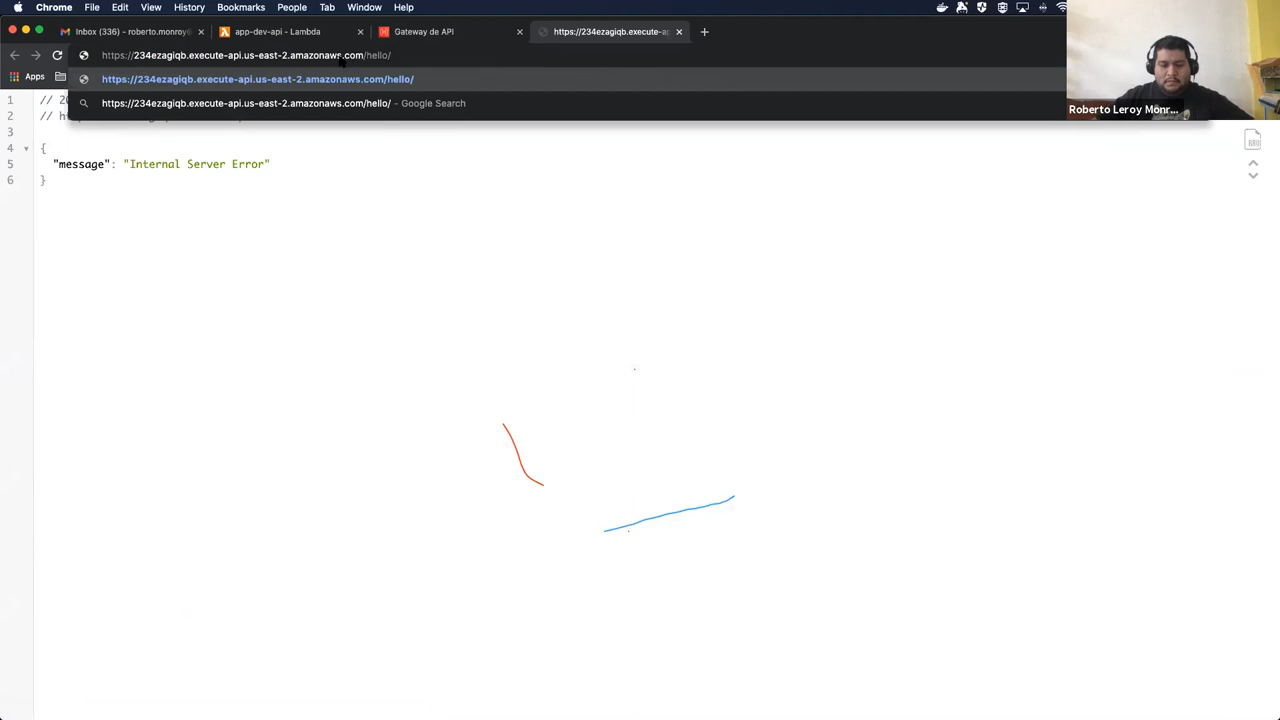 Chrome File Edit View History Bookmarks People Tab Window Help
Inbox (336) - roberto.monroy@ app-dev-api - Lambda Gateway de API https://234ezagiqb.execute-ap
https://234ezagiqb.execute-api.us-east-2.amazonaws.com/hello/
Apps https://234ezagiqb.execute-api.us-east-2.amazonaws.com/hello/
https://234ezagiqb.execute-api.us-east-2.amazonaws.com/hello/ - Google Search
Roberto Leroy Monr...
1 // 20
2 // h
3
4 {
5 "message": "Internal Server Error"
6 }